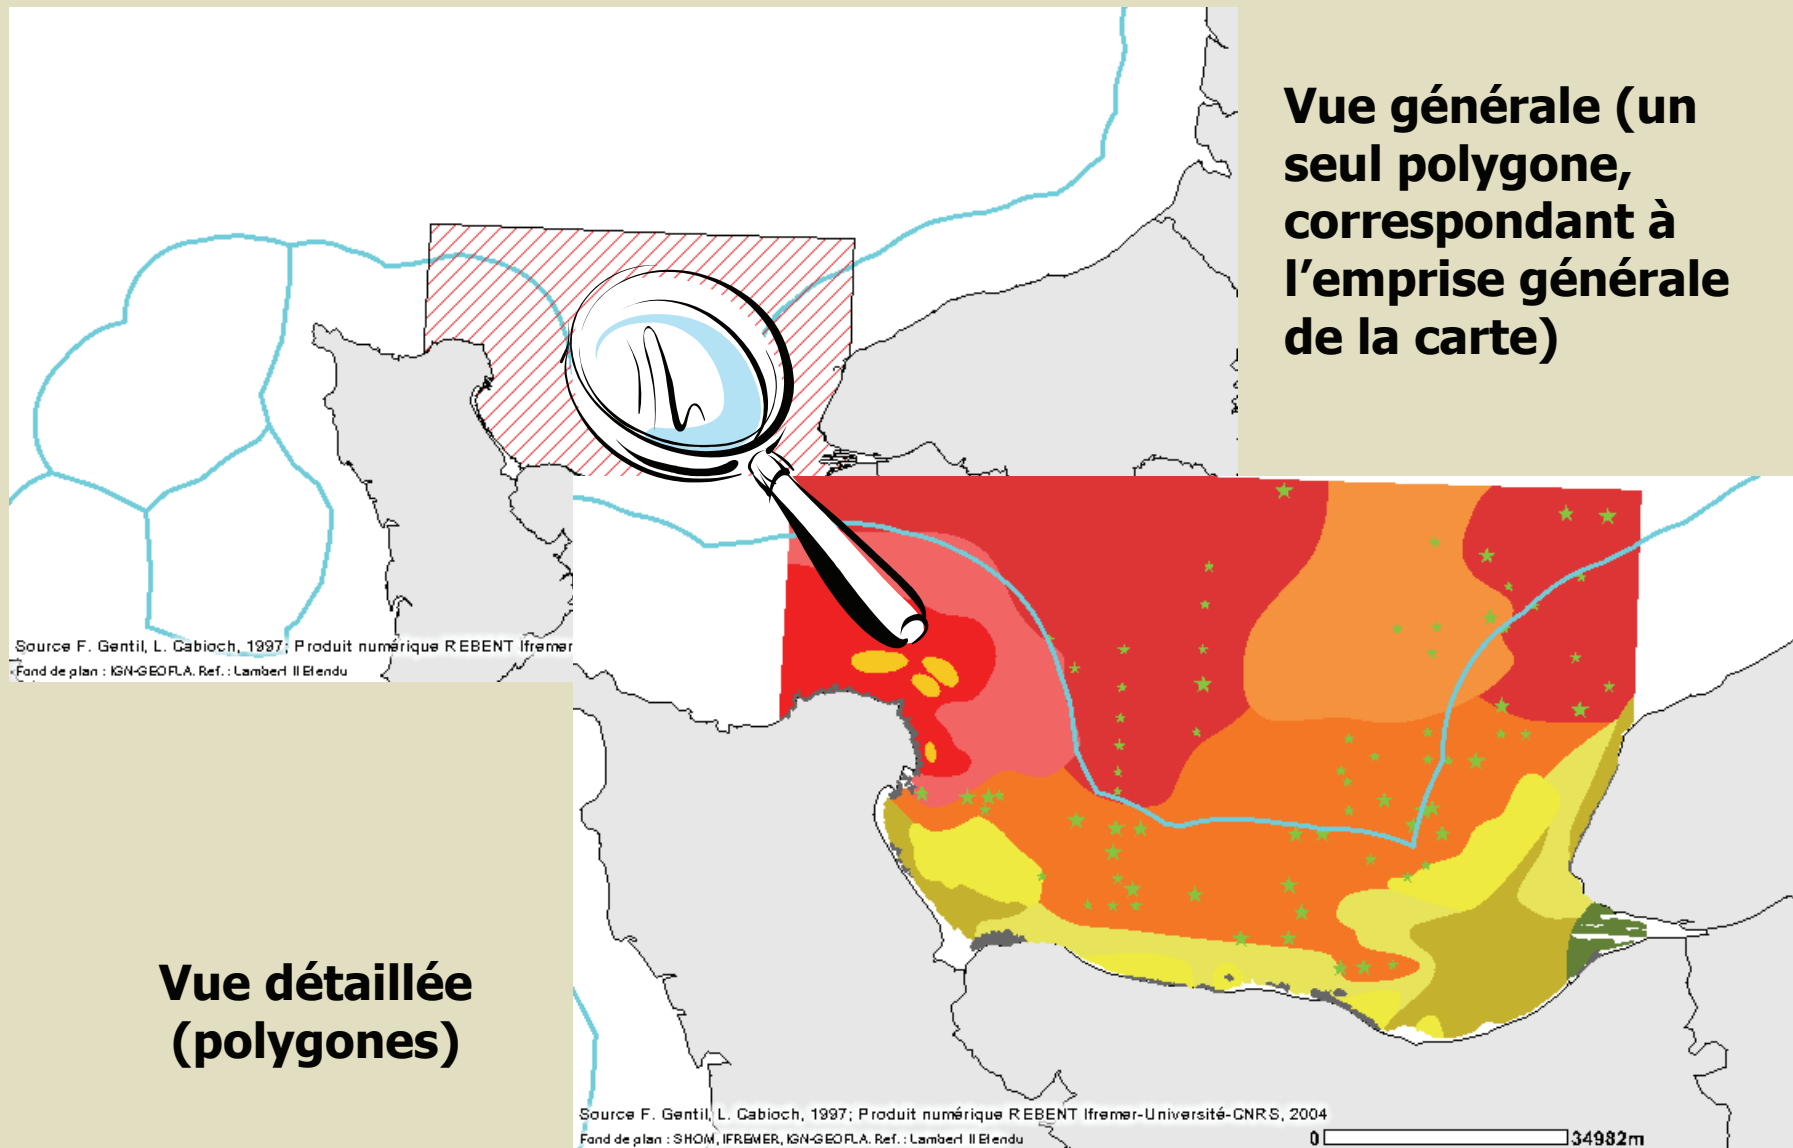 Vue générale (un
seul polygone,
correspondant à
l’emprise générale
de la carte)
Source F. Gentil, L. Cabioch, 1997; Produit numérique REBENT Ifremer
Fond de plan : IGN-GEOFLA. Ref. : Lambert II Etendu
Vue détaillée
(polygones)
Source F. Gentil, L. Cabioch, 1997; Produit numérique REBENT Ifremer-Université-CNRS, 2004
Fond de plan : SHOM, IFREMER, IGN-GEOFLA. Ref. : Lambert II Etendu
0 34982m